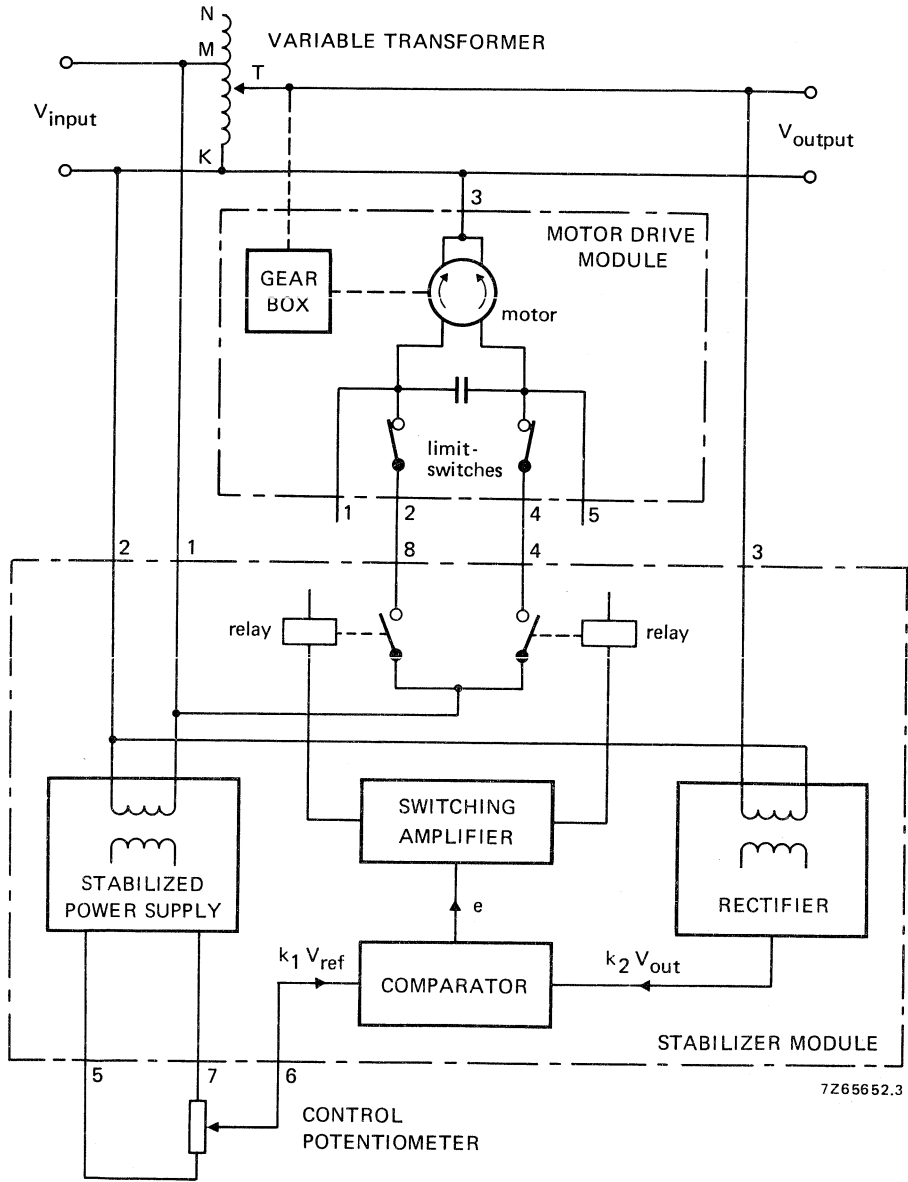 N
VARIABLE TRANSFORMER
M
T
V input
V output
K
3
MOTOR DRIVE
MODULE
GEAR
BOX
motor
limit-
switches
1 2 4 5
2 1 8 4 3
relay
relay
SWITCHING
AMPLIFIER
STABILIZED
POWER SUPPLY
RECTIFIER
e
k1 Vref
k2 Vout
COMPARATOR
STABILIZER MODULE
5 7 6
7Z65652.3
CONTROL
POTENTIOMETER